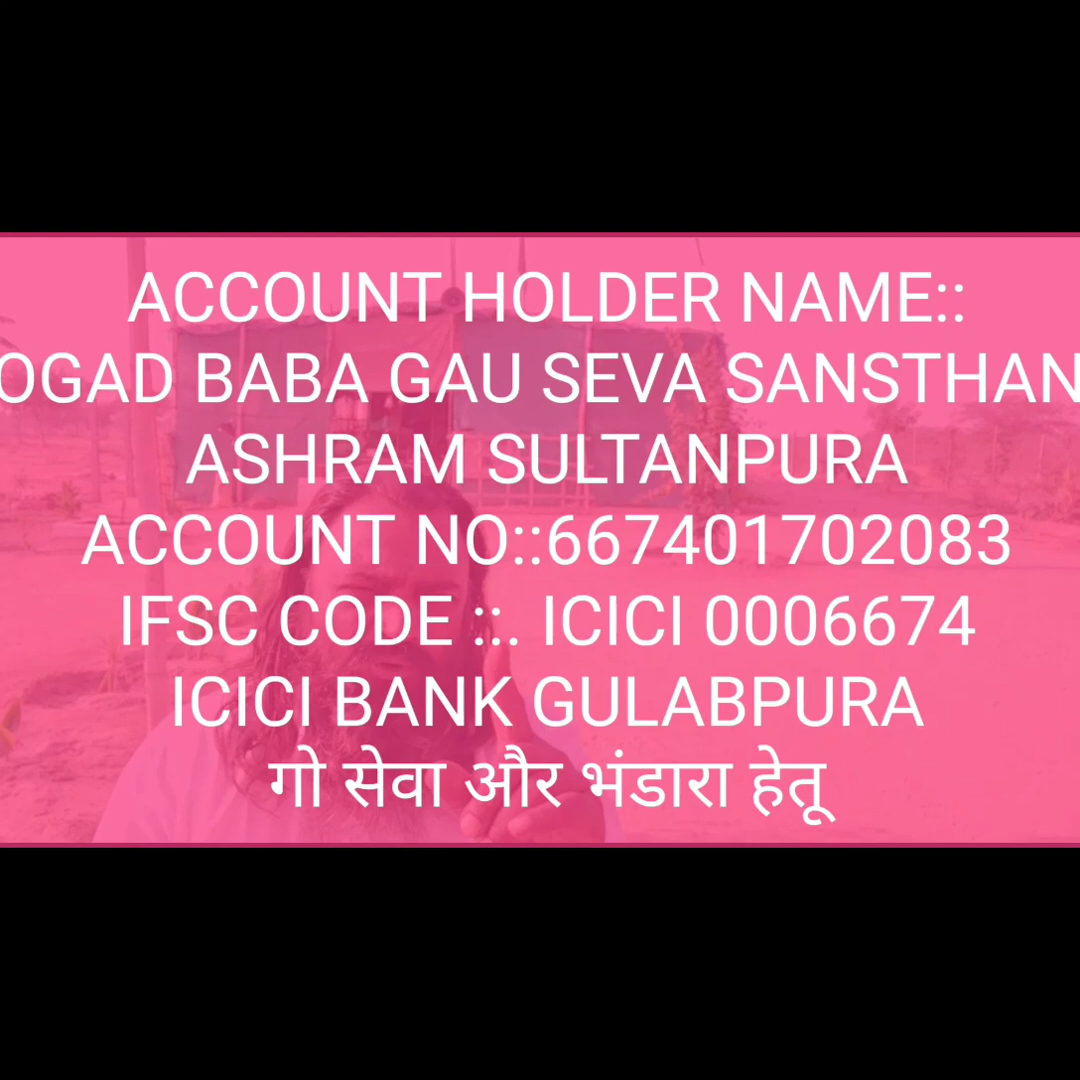 ACCOUNT HOLDER NAME::
OGAD BABA GAU SEVA SANSTHAN
ASHRAM SULTANPURA
ACCOUNT NO::667401702083
IFSC CODE ::. ICICI 0006674
ICICI BANK GULABPURA
गो सेवा और भंडारा हेतू